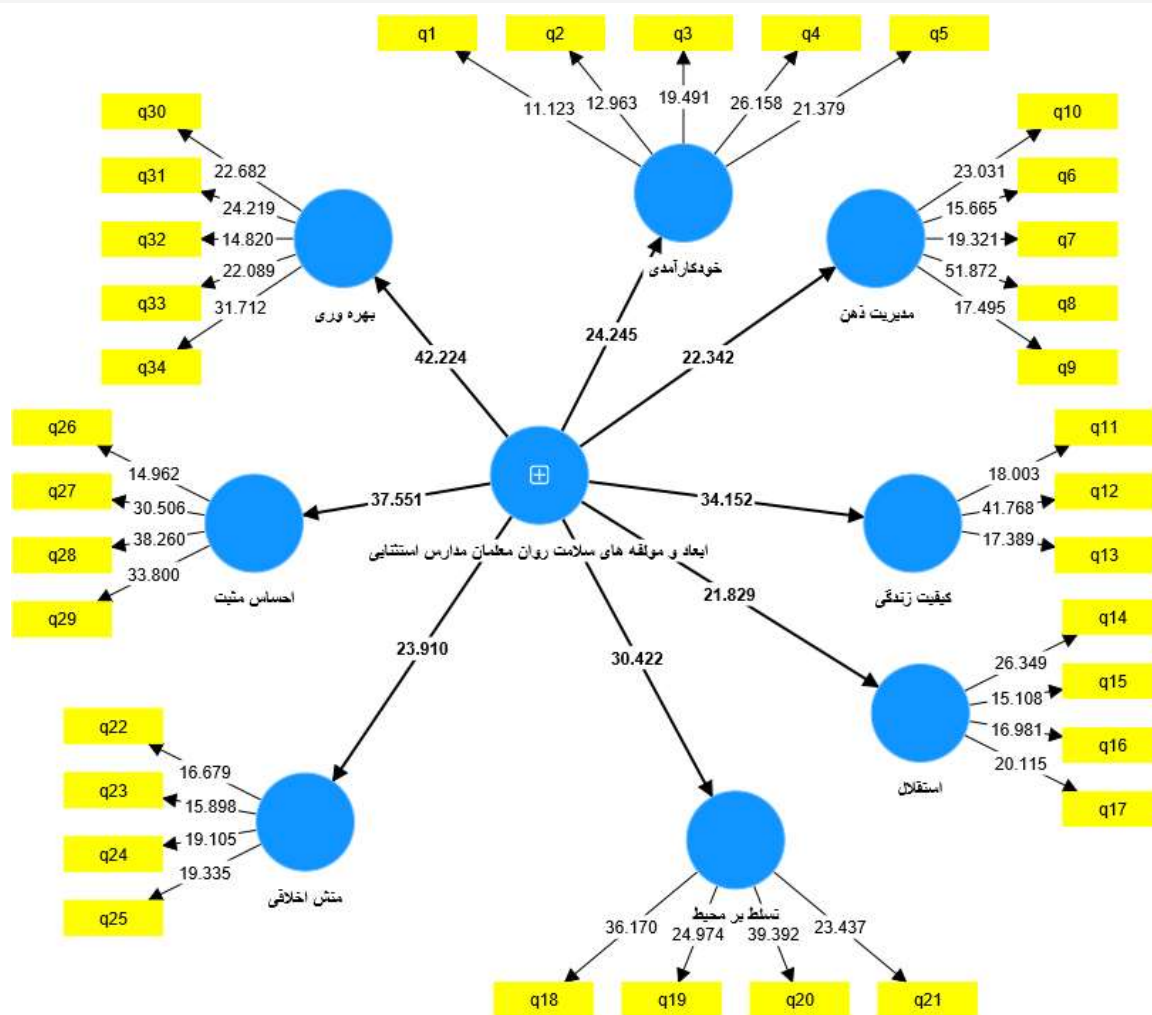 q1
q2
q3
q4
q5
11.123
12.963
19.491
26.158
21.379
خودکارآمدی
q30
q31
q32
q33
q34
22.682
24.219
14.820
22.089
31.712
بهره وری
q10
q6
q7
q8
q9
23.031
15.665
19.321
51.872
17.495
مدیریت ذهن
42.224
24.245
22.342
q26
q27
q28
q29
14.962
30.506
38.260
33.800
احساس مثبت
37.551
34.152
ابعاد و مولفه های سلامت روان معلمان مدارس استثنایی
q11
q12
q13
18.003
41.768
17.389
کیفیت زندگی
23.910
30.422
21.829
q14
q15
q16
q17
26.349
15.108
16.981
20.115
استقلال
q22
q23
q24
q25
16.679
15.898
19.105
19.335
منش اخلاقی
تسلط بر محیط
36.170
24.974
39.392
23.437
q18
q19
q20
q21